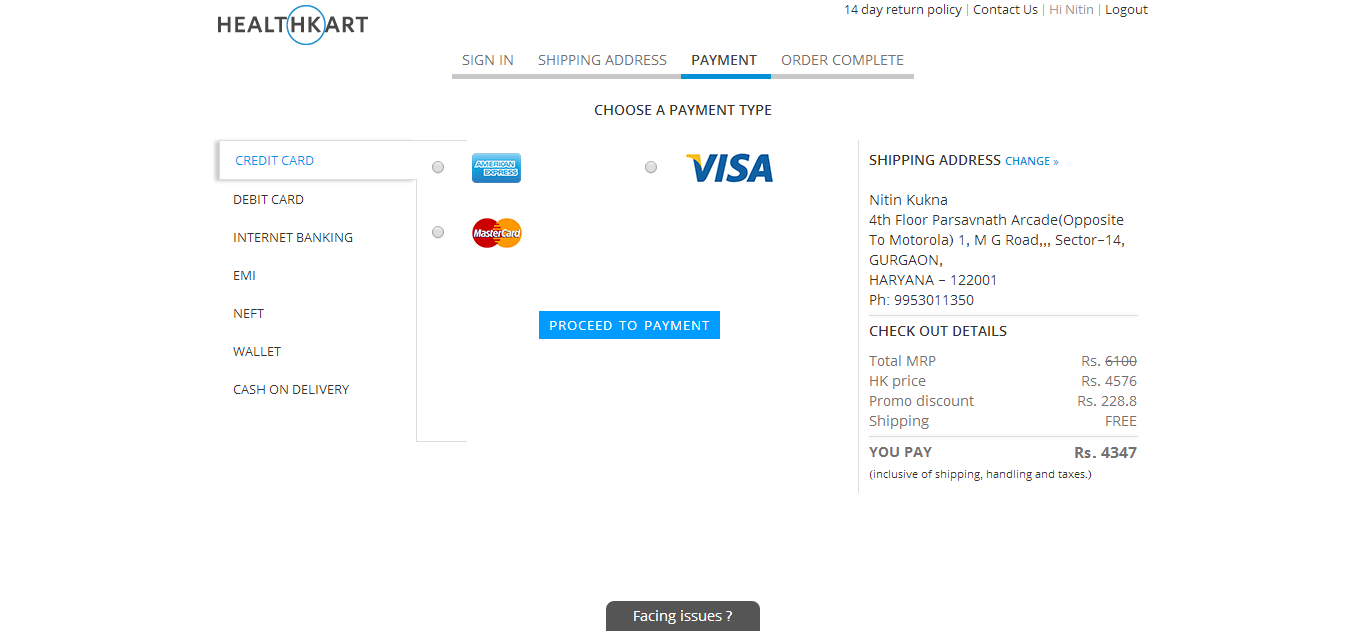 HEALTHKART
14 day return policy | Contact Us | Hi Nitin | Logout
SIGN IN SHIPPING ADDRESS PAYMENT ORDER COMPLETE
CHOOSE A PAYMENT TYPE
CREDIT CARD
DEBIT CARD
INTERNET BANKING
EMI
NEFT
WALLET
CASH ON DELIVERY
AMERICAN EXPRESS
VISA
MasterCard
PROCEED TO PAYMENT
SHIPPING ADDRESS CHANGE »
Nitin Kukna
4th Floor Parsavnath Arcade(Opposite
To Motorola) 1, M G Road,,, Sector-14,
GURGAON,
HARYANA – 122001
Ph: 9953011350
CHECK OUT DETAILS
Total MRP Rs. 6100
HK price Rs. 4576
Promo discount Rs. 228.8
Shipping FREE
YOU PAY Rs. 4347
(inclusive of shipping, handling and taxes.)
Facing issues ?